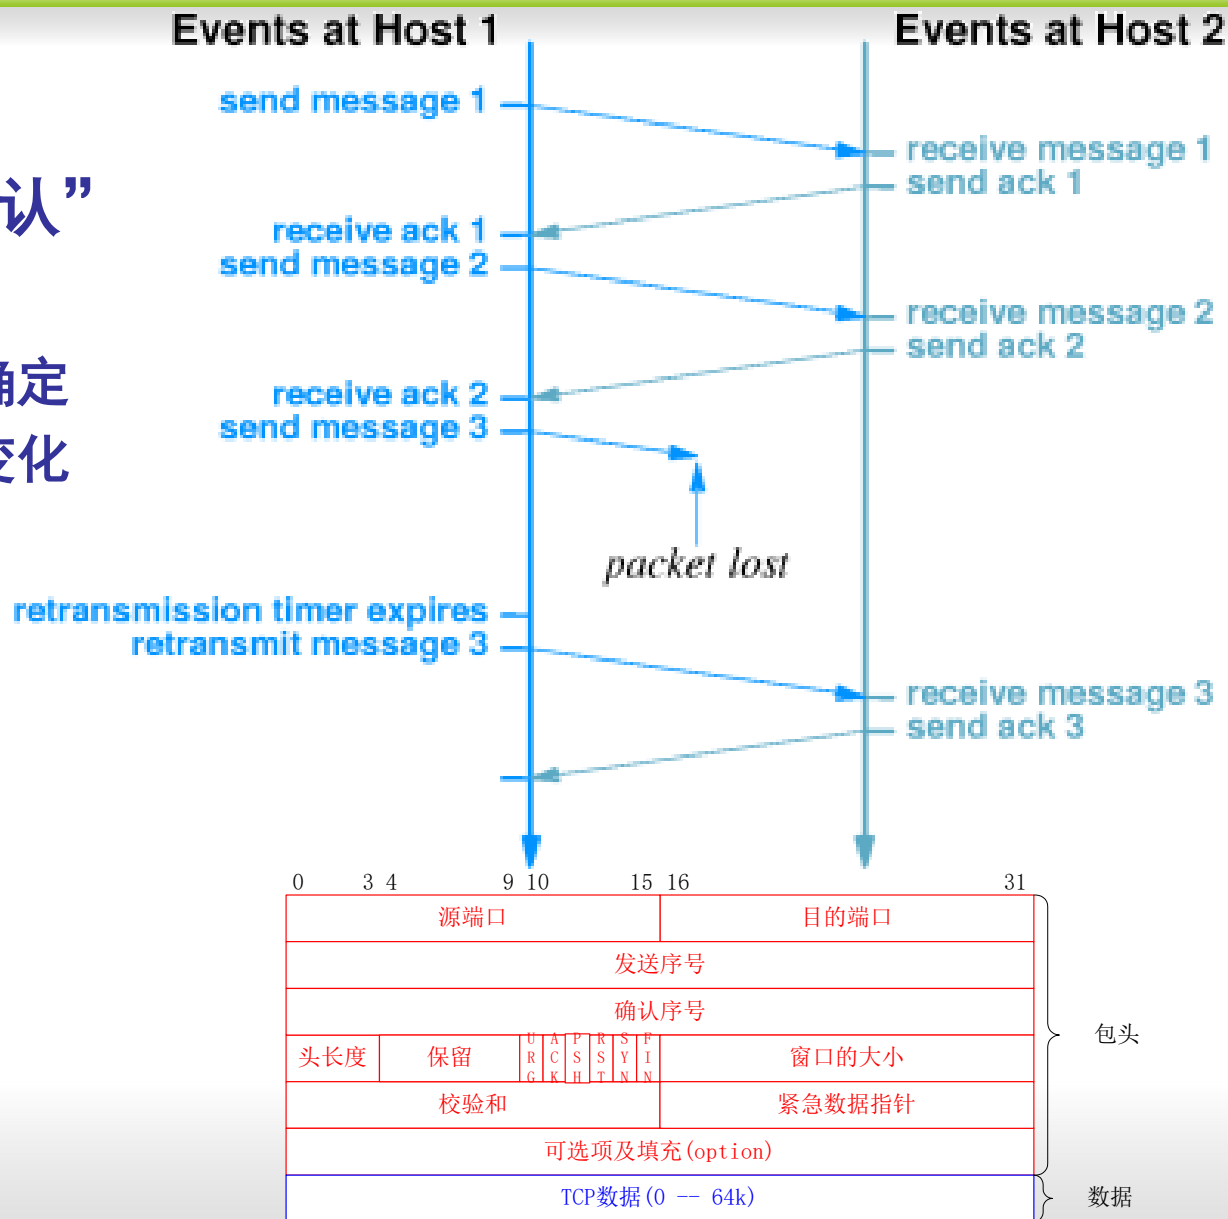 Events at Host 1
Events at Host 2
send message 1
receive message 1
send ack 1
认”
receive ack 1
send message 2
receive message 2
send ack 2
确定
变化
receive ack 2
send message 3
packet lost
retransmission timer expires
retransmit message 3
receive message 3
send ack 3
0 3 4 9 10 15 16 31
源端口 目的端口
发送序号
确认序号
头长度 保留 URG ACK PSH RST SYN FIN 窗口的大小
包头
校验和 紧急数据指针
可选项及填充(option)
TCP数据(0 -- 64k) 数据